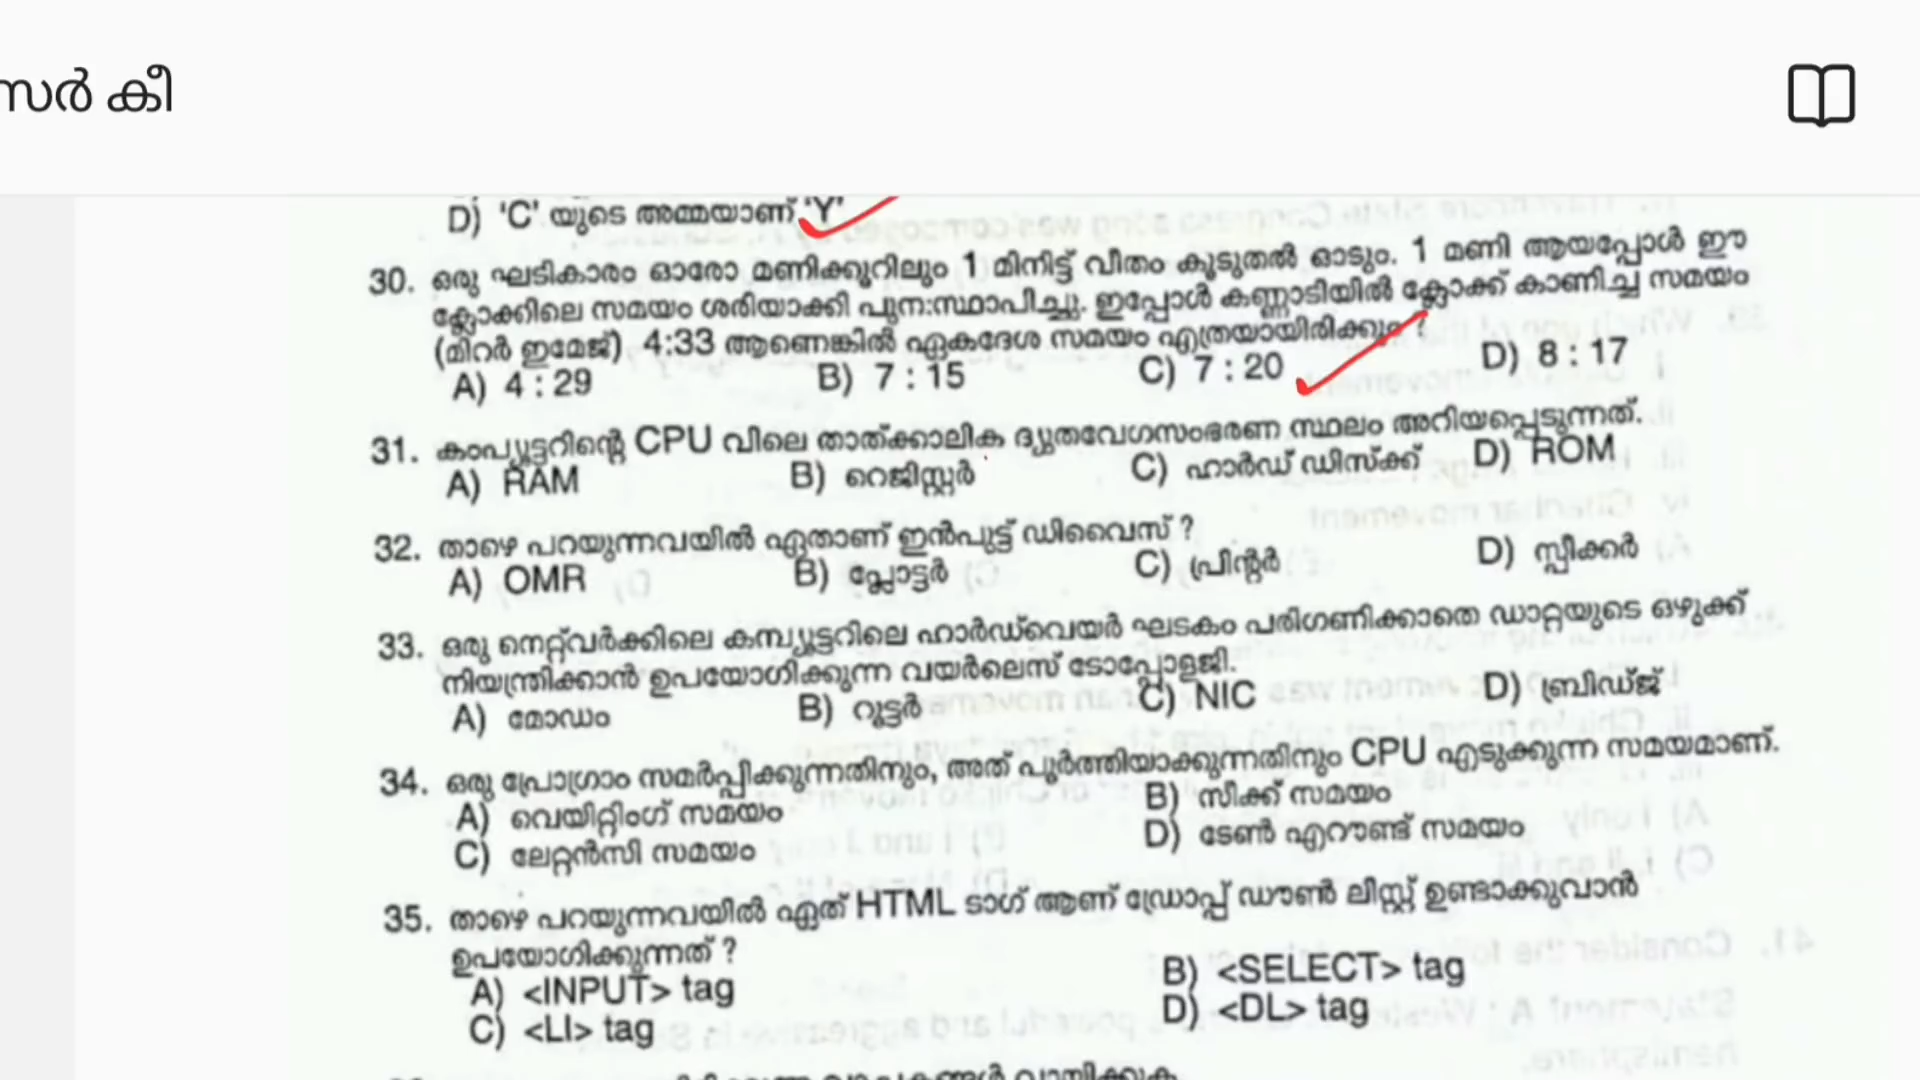 സർ കീ
D) 'C' യുടെ അമ്മയാണ് 'Y'
30. ഒരു ഘടികാരം ഓരോ മണിക്കൂറിലും 1 മിനിട്ട് വീതം കൂടുതൽ ഓടും. 1 മണി ആയപ്പോൾ ഈ
ക്ലോക്കിലെ സമയം ശരിയാക്കി പുനഃസ്ഥാപിച്ചു. ഇപ്പോൾ കണ്ണാടിയിൽ ക്ലോക്ക് കാണിച്ച സമയം
(മിറർ ഇമേജ്) 4:33 ആണെങ്കിൽ ഏകദേശ സമയം എത്രയായിരിക്കും ?
A) 4 : 29 B) 7 : 15 C) 7 : 20 D) 8 : 17
31. കംപ്യൂട്ടറിന്റെ CPU വിലെ താത്ക്കാലിക ദ്യുതവേഗസംഭരണ സ്ഥലം അറിയപ്പെടുന്നത്.
A) RAM B) റെജിസ്റ്റർ C) ഹാർഡ് ഡിസ്ക്ക് D) ROM
32. താഴെ പറയുന്നവയിൽ ഏതാണ് ഇൻപുട്ട് ഡിവൈസ് ?
A) OMR B) പ്ലോട്ടർ C) പ്രിന്റർ D) സ്പീക്കർ
33. ഒരു നെറ്റ്‌വർക്കിലെ കമ്പ്യൂട്ടറിലെ ഹാർഡ്‌വെയർ ഘടകം പരിഗണിക്കാതെ ഡാറ്റയുടെ ഒഴുക്ക്
നിയന്ത്രിക്കാൻ ഉപയോഗിക്കുന്ന വയർലെസ് ടോപ്പോളജി.
A) മോഡം B) റൂട്ടർ C) NIC D) ബ്രിഡ്ജ്
34. ഒരു പ്രോഗ്രാം സമർപ്പിക്കുന്നതിനും, അത് പൂർത്തിയാക്കുന്നതിനും CPU എടുക്കുന്ന സമയമാണ്.
A) വെയിറ്റിംഗ് സമയം B) സീക്ക് സമയം
C) ലേറ്റൻസി സമയം D) ടേൺ എറൗണ്ട് സമയം
35. താഴെ പറയുന്നവയിൽ ഏത് HTML ടാഗ് ആണ് ഡ്രോപ്പ് ഡൗൺ ലിസ്റ്റ് ഉണ്ടാക്കുവാൻ
ഉപയോഗിക്കുന്നത് ?
A) <INPUT> tag B) <SELECT> tag
C) <LI> tag D) <DL> tag